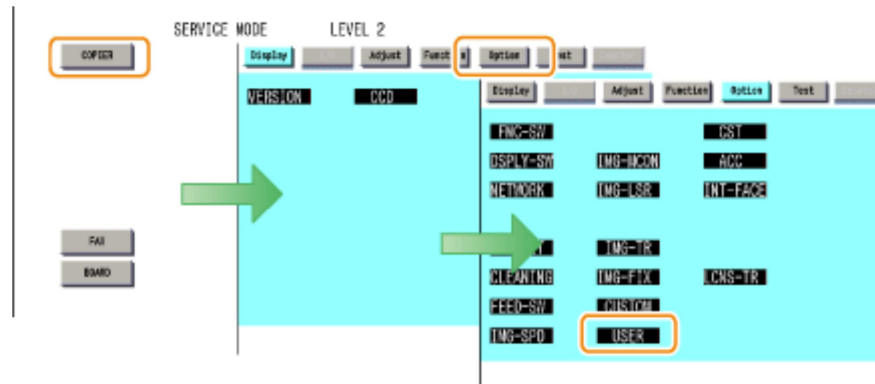 SERVICE MODE LEVEL 2
COPIER
Display Adjust Option
VERSION CCD
FAX
BOARD
Display Adjust Function Option Test
FNC-SW CST
DSPLY-SW IMG-MCON ACC
NETWORK IMG-LSR INT-FACE
IMG-TR
CLEANING IMG-FIX LCNS-TR
FEED-SW CUSTOM
IMG-SPD USER